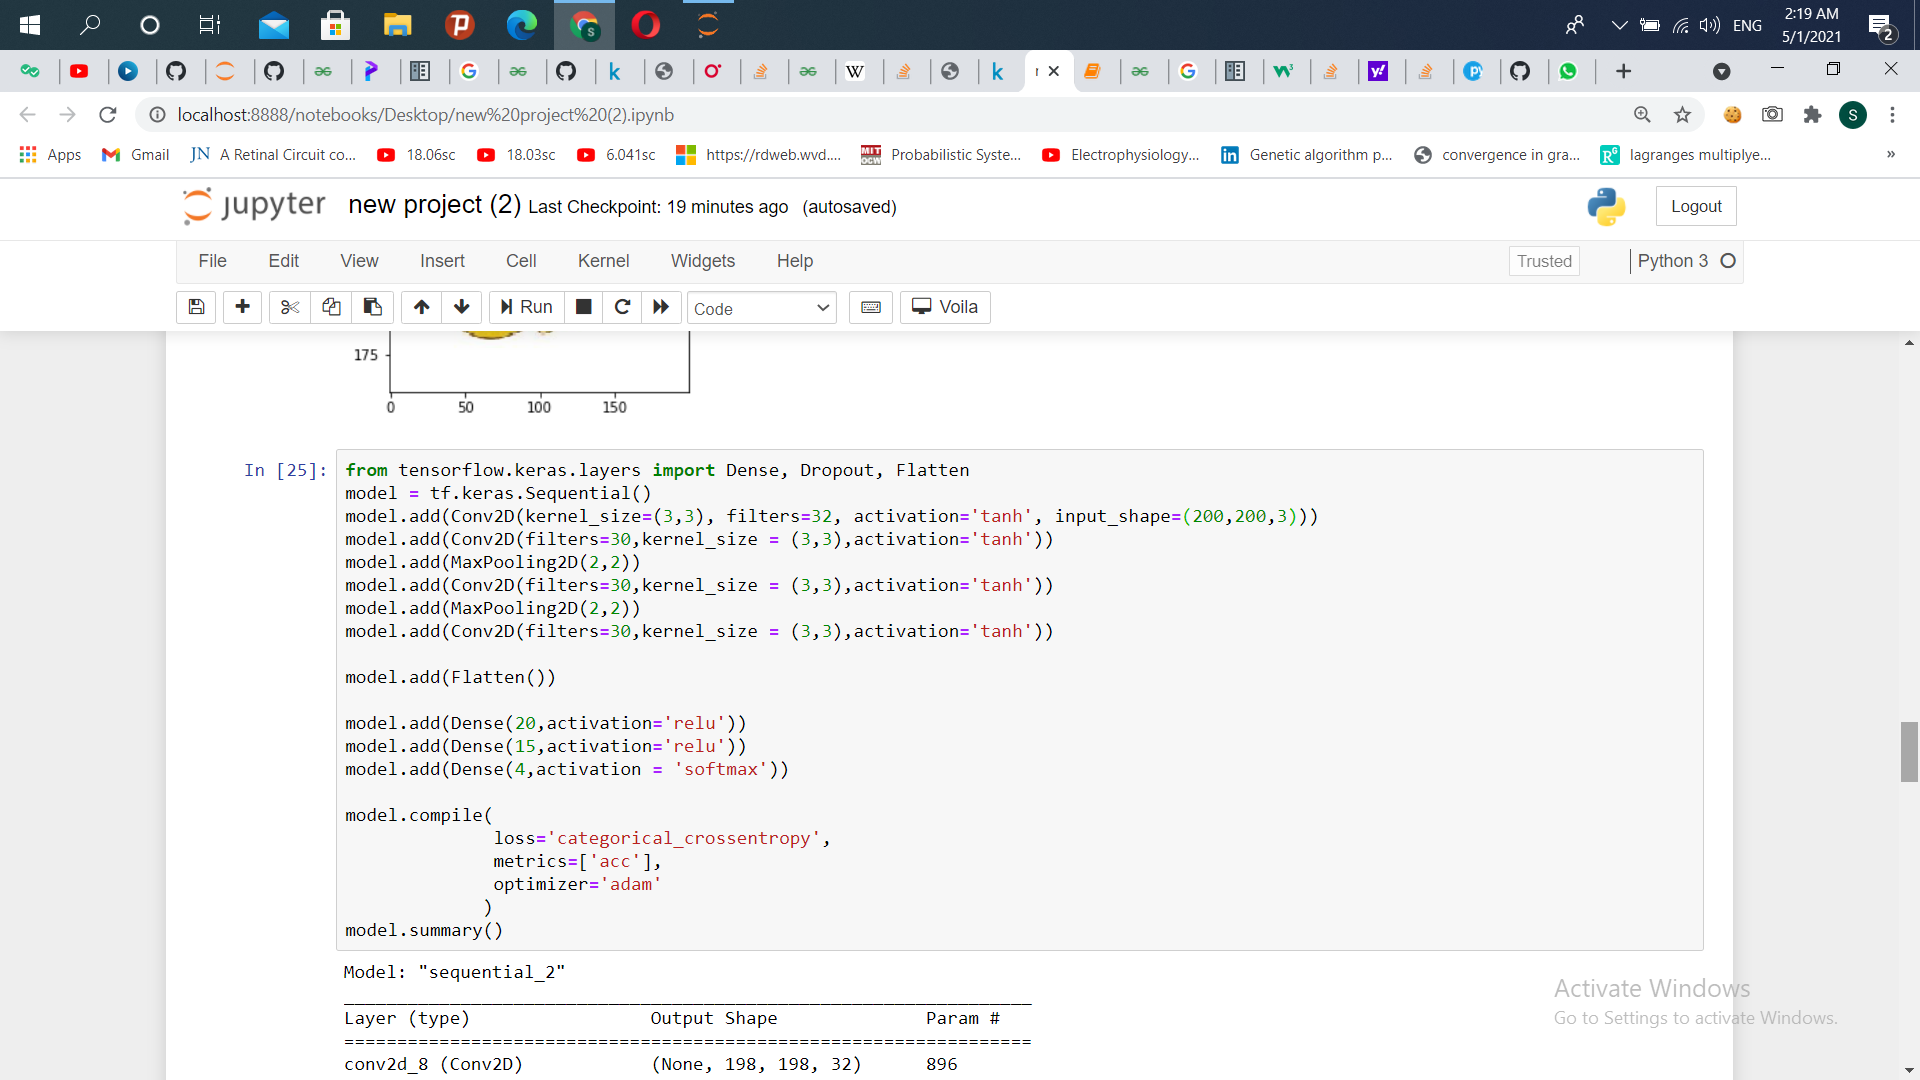 2:19 AM
ENG
5/1/2021
2
localhost:8888/notebooks/Desktop/new%20project%20(2).ipynb
S
Apps
Gmail
JN A Retinal Circuit co...
18.06sc
18.03sc
6.041sc
https://rdweb.wvd....
MIT Probabilistic Syste...
Electrophysiology...
in Genetic algorithm p...
convergence in gra...
lagranges multiplye...
»
jupyter new project (2) Last Checkpoint: 19 minutes ago (autosaved)
Logout
File Edit View Insert Cell Kernel Widgets Help
Trusted
Python 3
Run
Code
Voila
175
0 50 100 150
In [25]:
from tensorflow.keras.layers import Dense, Dropout, Flatten
model = tf.keras.Sequential()
model.add(Conv2D(kernel_size=(3,3), filters=32, activation='tanh', input_shape=(200,200,3)))
model.add(Conv2D(filters=30,kernel_size = (3,3),activation='tanh'))
model.add(MaxPooling2D(2,2))
model.add(Conv2D(filters=30,kernel_size = (3,3),activation='tanh'))
model.add(MaxPooling2D(2,2))
model.add(Conv2D(filters=30,kernel_size = (3,3),activation='tanh'))
model.add(Flatten())
model.add(Dense(20,activation='relu'))
model.add(Dense(15,activation='relu'))
model.add(Dense(4,activation = 'softmax'))
model.compile(
loss='categorical_crossentropy',
metrics=['acc'],
optimizer='adam'
)
model.summary()
Model: "sequential_2"
Layer (type) Output Shape Param #
=================================================================
conv2d_8 (Conv2D) (None, 198, 198, 32) 896
Activate Windows
Go to Settings to activate Windows.